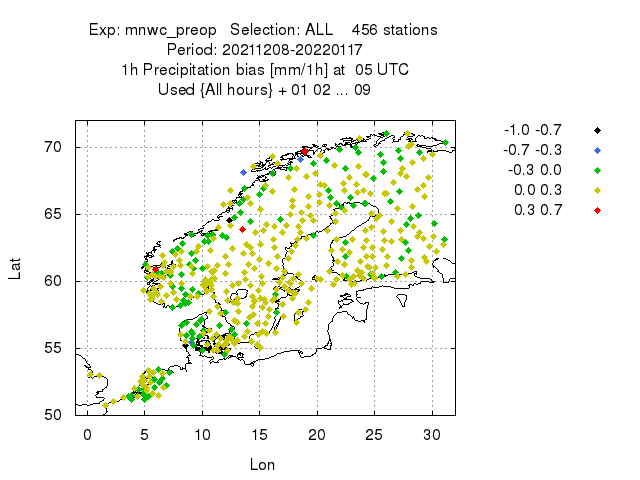 Exp: mnwc_preop   Selection: ALL    456 stations
Period: 20211208-20220117
1h Precipitation bias [mm/1h] at  05 UTC
Used {All hours} + 01 02 ... 09
-1.0 -0.7
-0.7 -0.3
-0.3 0.0
0.0 0.3
0.3 0.7
70
65
60
55
50
Lat
0 5 10 15 20 25 30
Lon